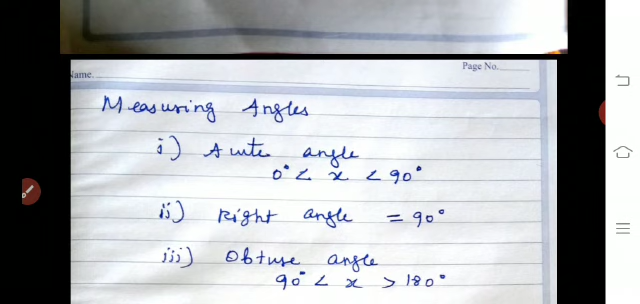 Name.
Page No.
Measuring Angles
i) Acute angle
0° < x < 90°
ii) Right angle = 90°
iii) Obtuse angle
90° < x > 180°